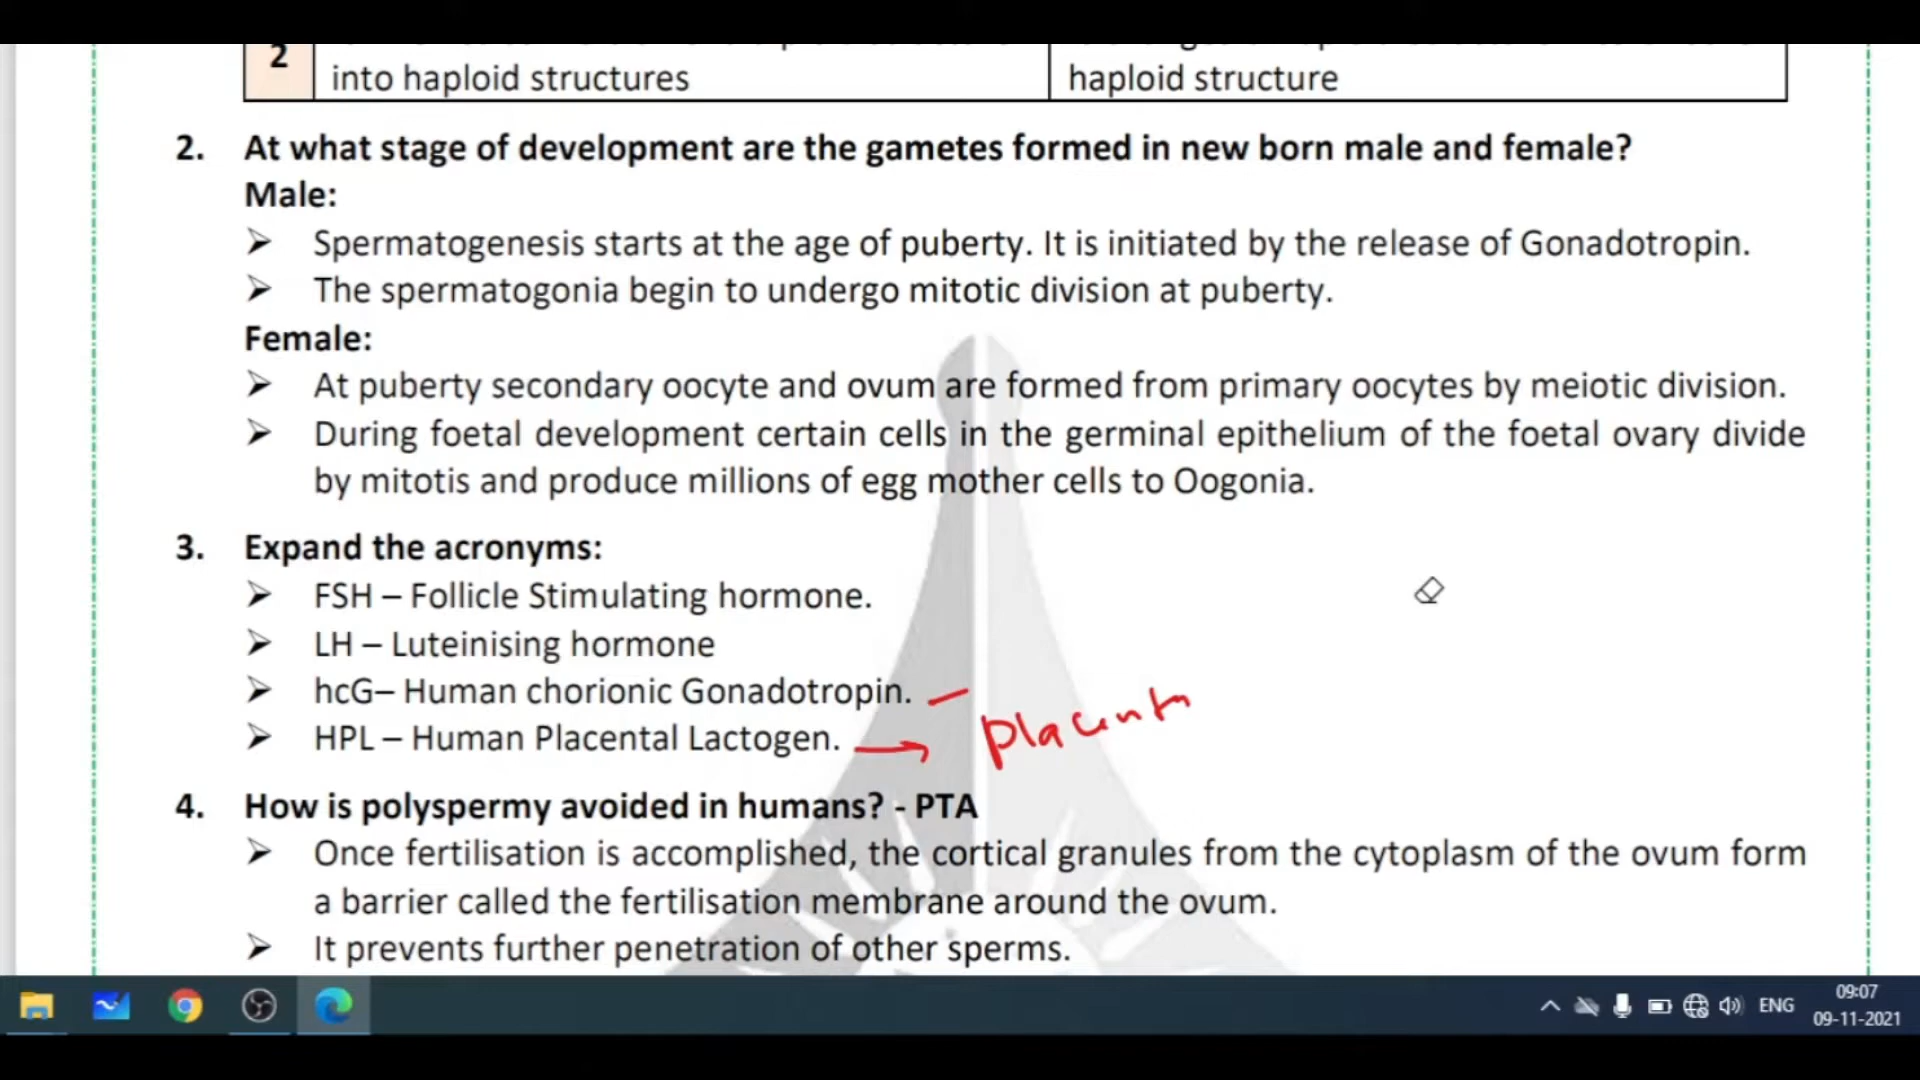 2
into haploid structures
haploid structure
2. At what stage of development are the gametes formed in new born male and female?
Male:
➢ Spermatogenesis starts at the age of puberty. It is initiated by the release of Gonadotropin.
➢ The spermatogonia begin to undergo mitotic division at puberty.
Female:
➢ At puberty secondary oocyte and ovum are formed from primary oocytes by meiotic division.
➢ During foetal development certain cells in the germinal epithelium of the foetal ovary divide
by mitotis and produce millions of egg mother cells to Oogonia.
3. Expand the acronyms:
➢ FSH – Follicle Stimulating hormone.
➢ LH – Luteinising hormone
➢ hcG– Human chorionic Gonadotropin.
➢ HPL – Human Placental Lactogen.
Placenta
4. How is polyspermy avoided in humans? - PTA
➢ Once fertilisation is accomplished, the cortical granules from the cytoplasm of the ovum form
a barrier called the fertilisation membrane around the ovum.
➢ It prevents further penetration of other sperms.
ENG
09:07
09-11-2021